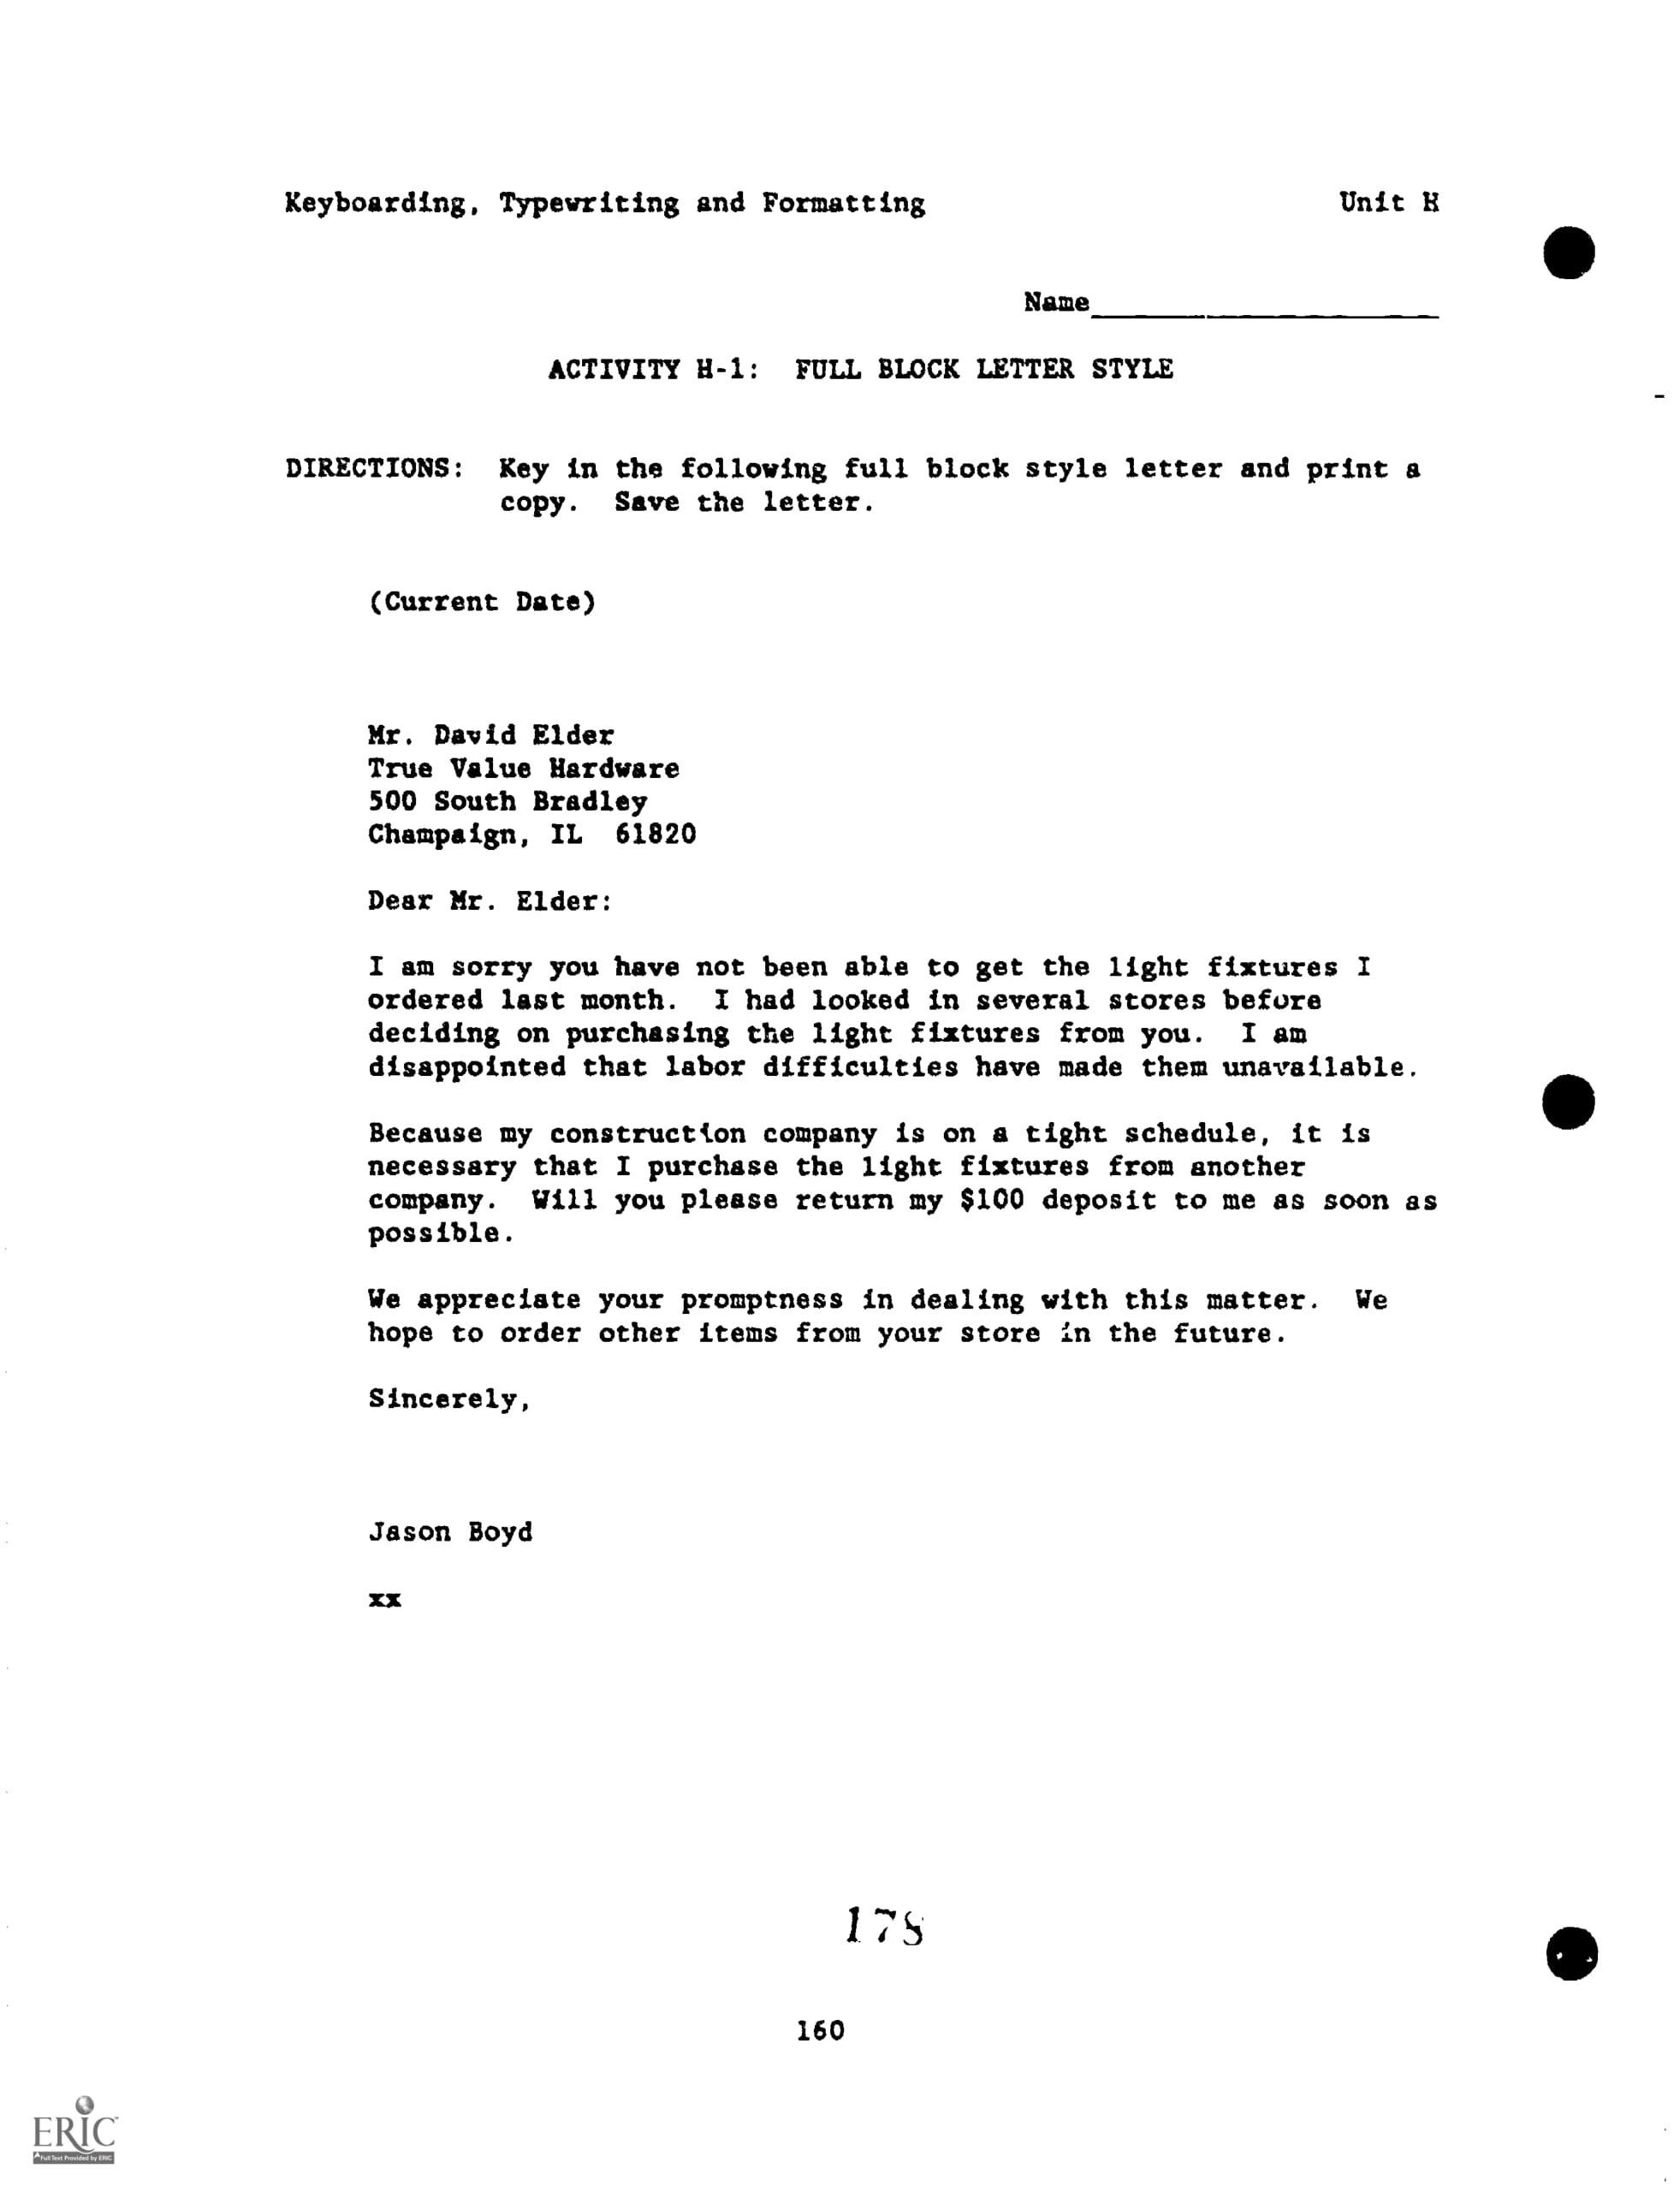 Keyboarding, Typewriting and Formatting Unit H
Name
ACTIVITY H-1: FULL BLOCK LETTER STYLE
DIRECTIONS: Key in the following full block style letter and print a
copy. Save the letter.
(Current Date)
Mr. David Elder
True Value Hardware
500 South Bradley
Champaign, IL 61820
Dear Mr. Elder:
I am sorry you have not been able to get the light fixtures I
ordered last month. I had looked in several stores before
deciding on purchasing the light fixtures from you. I am
disappointed that labor difficulties have made them unavailable.
Because my construction company is on a tight schedule, it is
necessary that I purchase the light fixtures from another
company. Will you please return my $100 deposit to me as soon as
possible.
We appreciate your promptness in dealing with this matter. We
hope to order other items from your store in the future.
Sincerely,
Jason Boyd
xx
178
160
ERIC
Full Text Provided by ERIC